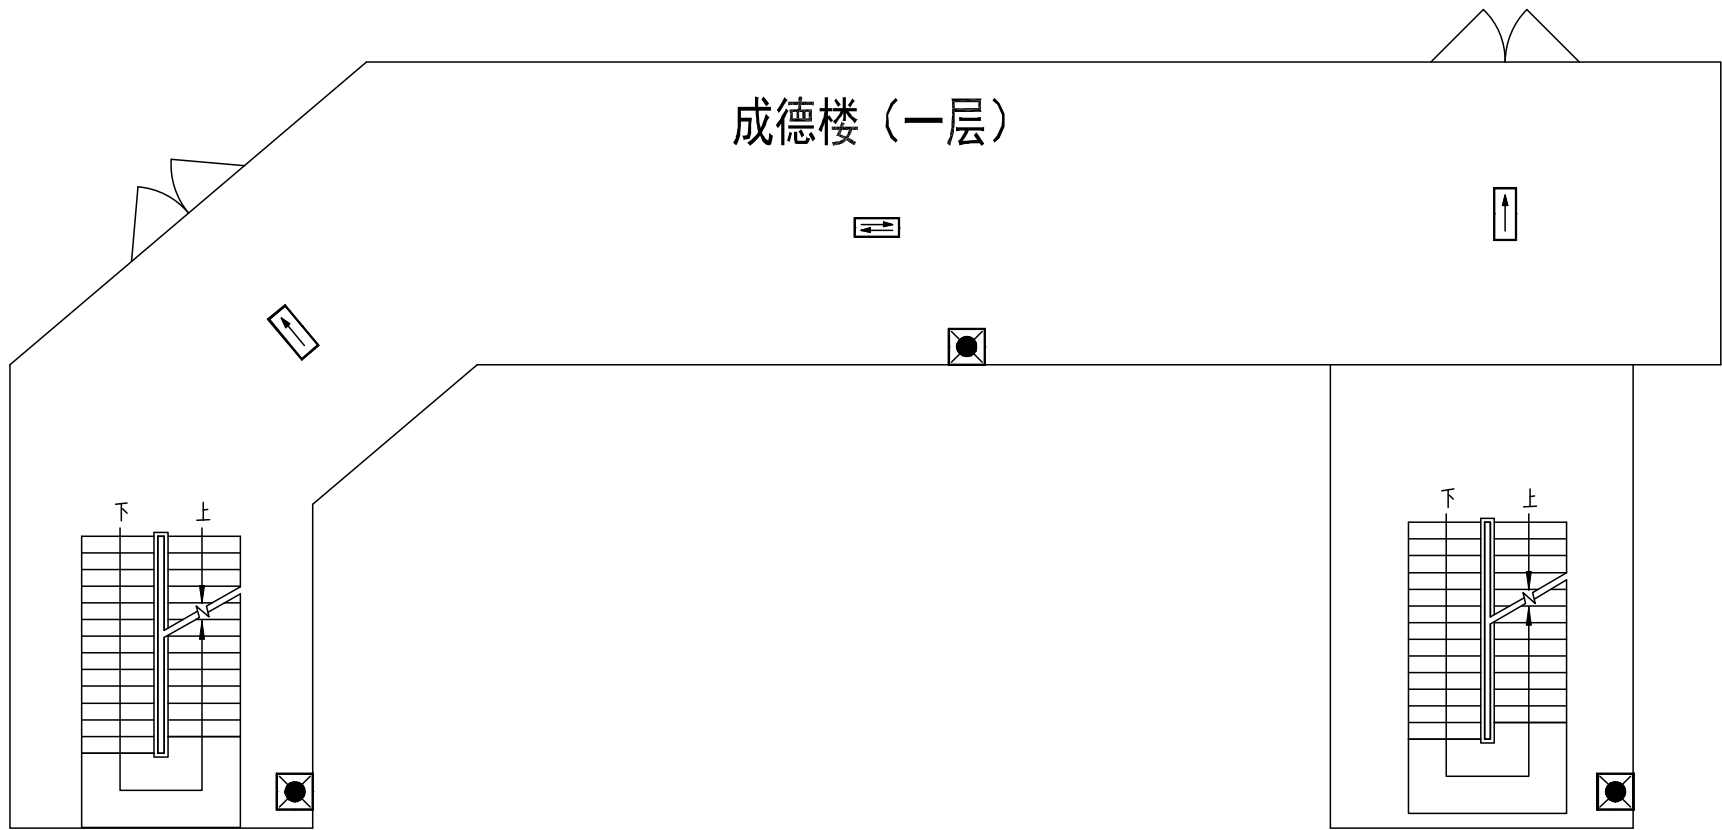 成德楼（一层）
下 上
下 上